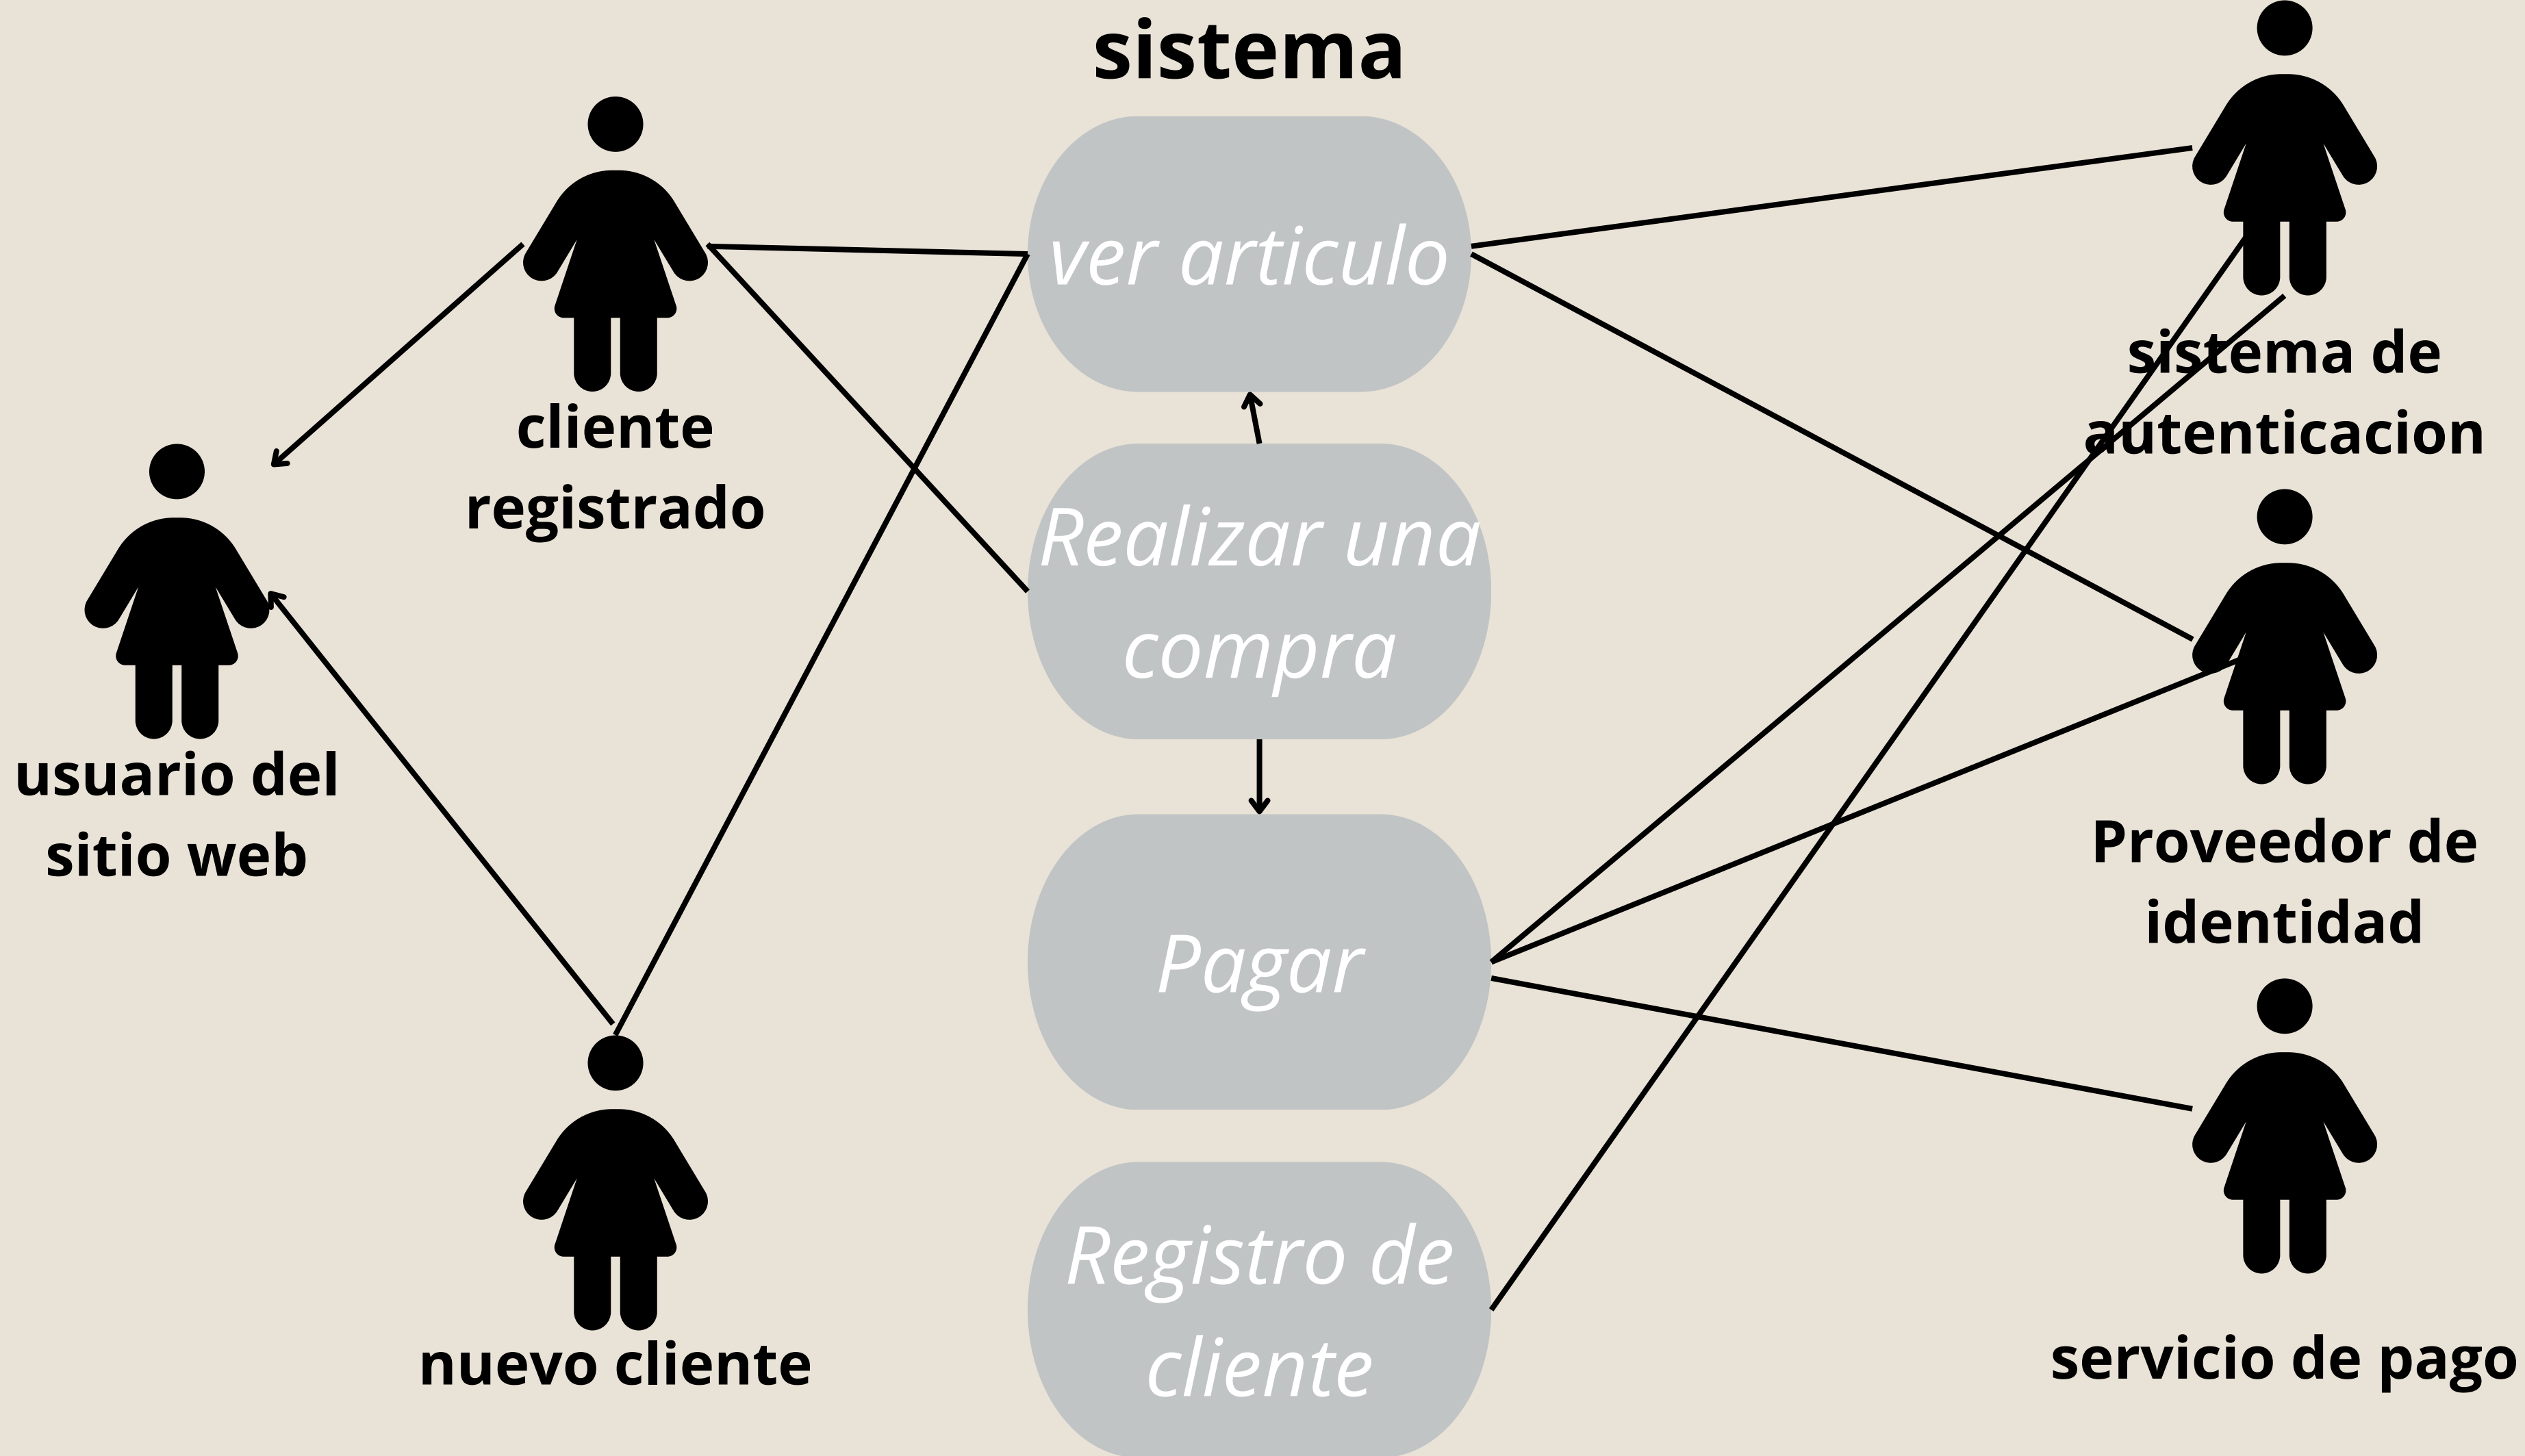 sistema
ver articulo
cliente
registrado
sistema de
autenticacion
Realizar una
compra
usuario del
sitio web
Proveedor de
identidad
Pagar
Registro de
cliente
nuevo cliente
servicio de pago